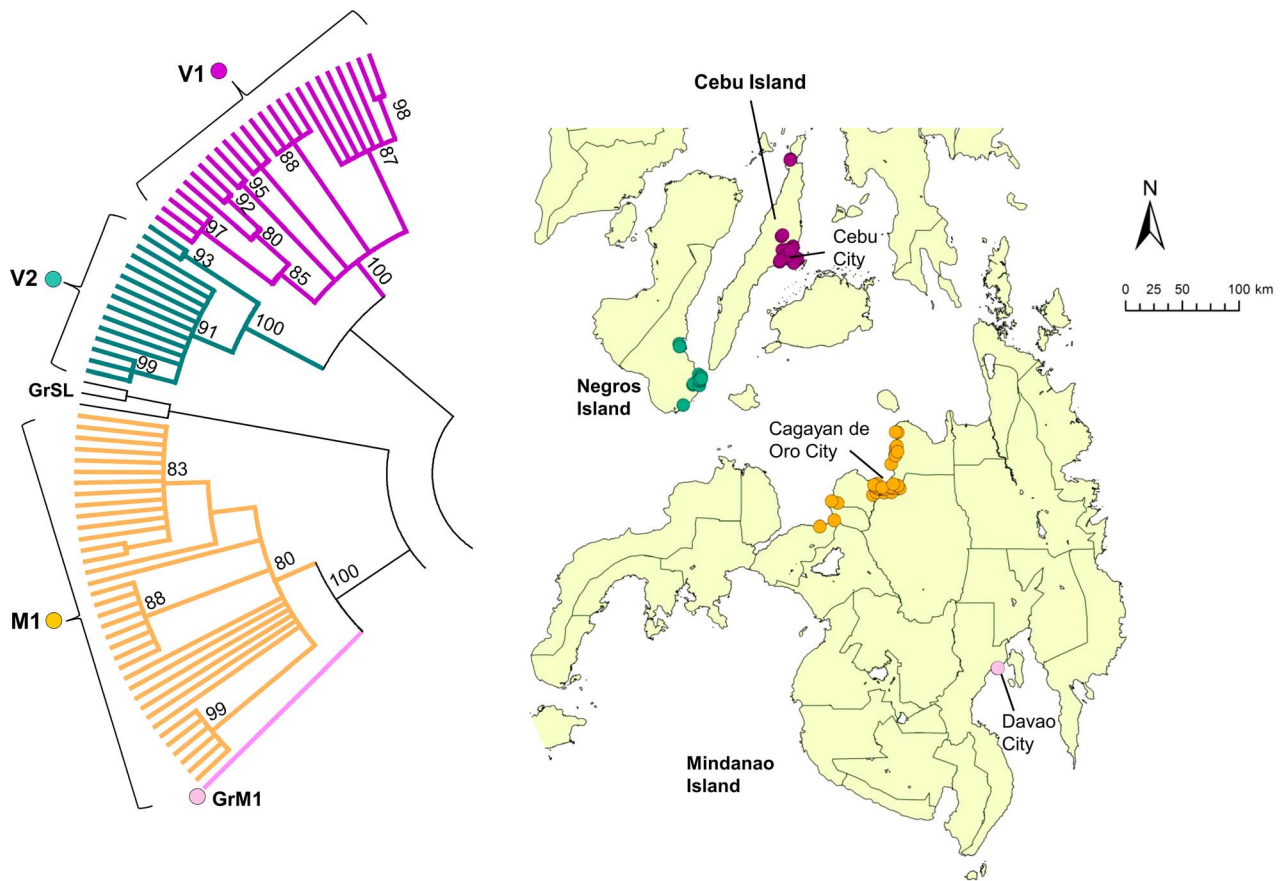 V1
98
87
88
95
92
80
97
85
100
93
V2
91
100
99
GrSL
83
80
100
88
M1
99
GrM1
Cebu Island
Cebu
City
N
0 25 50 100 km
Negros
Island
Cagayan de
Oro City
Davao
City
Mindanao
Island